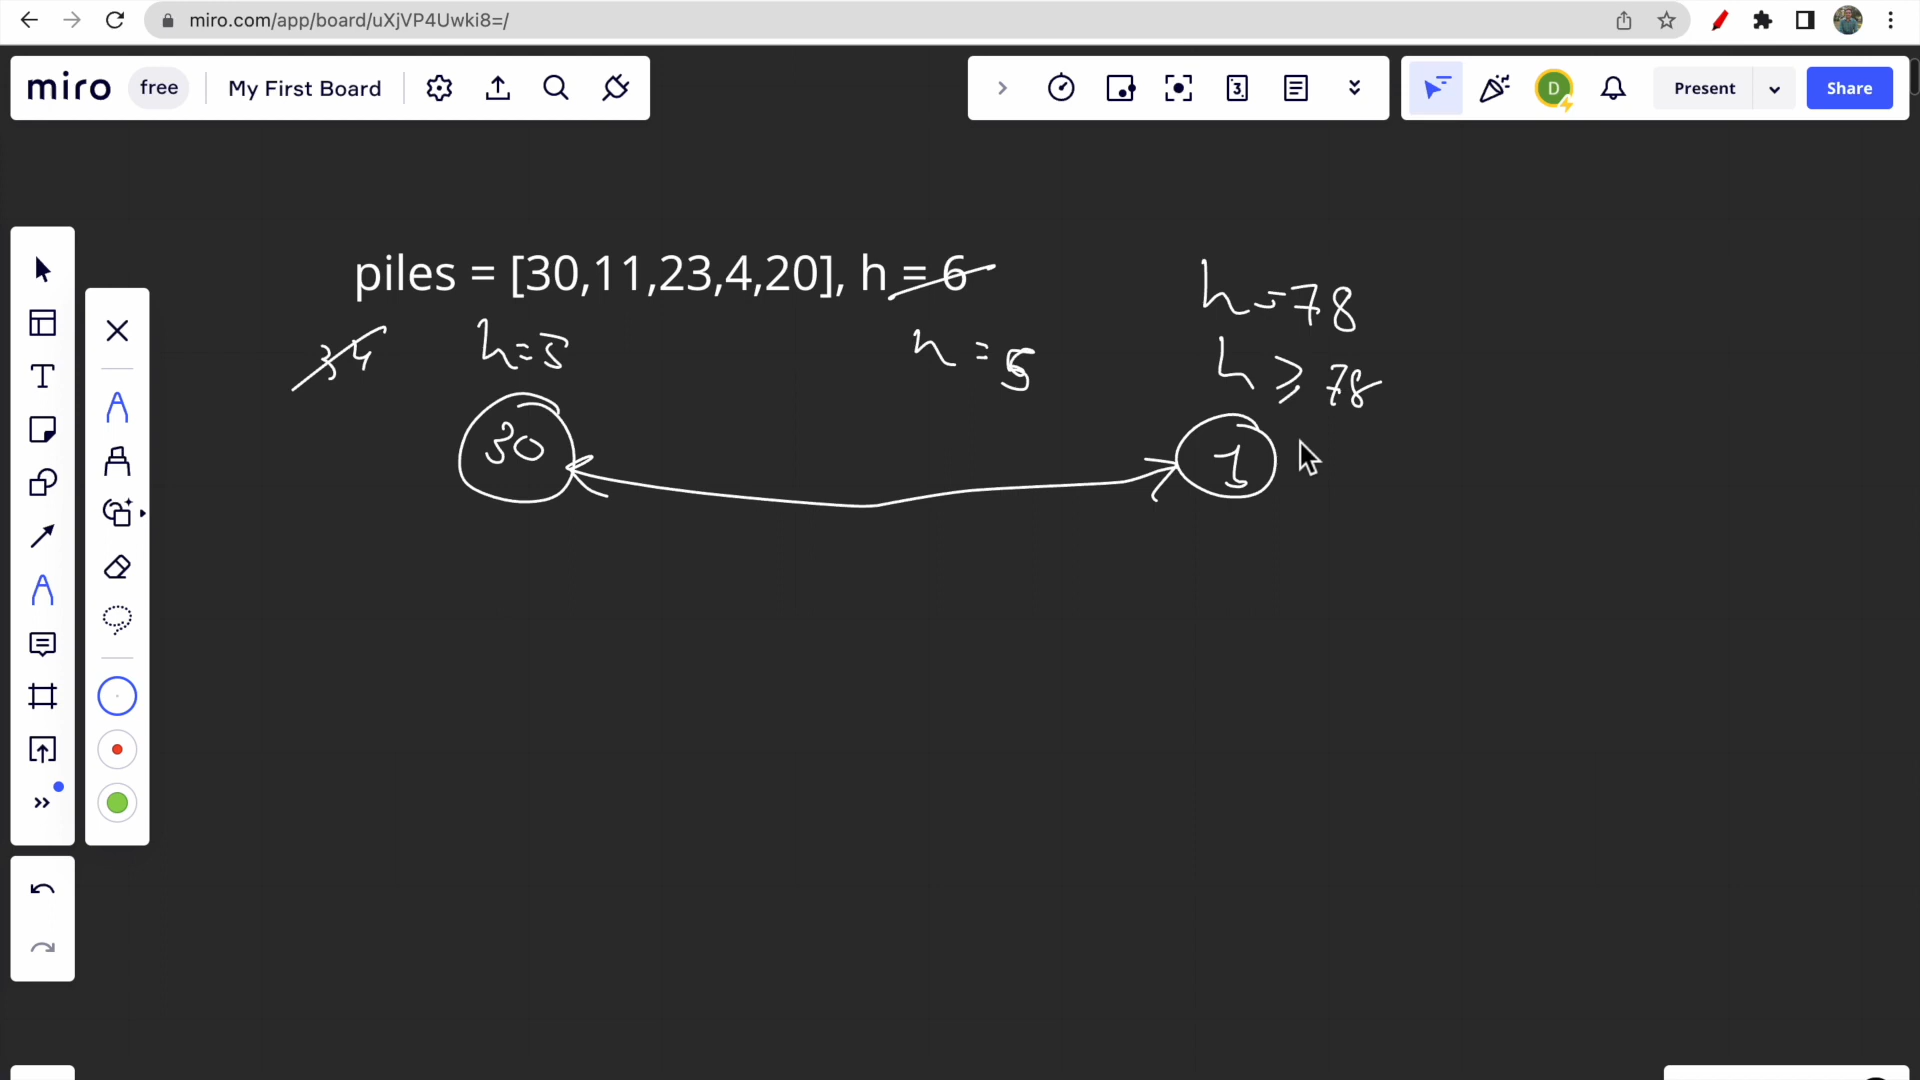 miro.com/app/board/uXjVP4Uwki8=/
miro free My First Board
3
D
Present
Share
piles = [30,11,23,4,20], h = 6
h=78
34
h=5
h = 5
h ⩾ 78
30
1